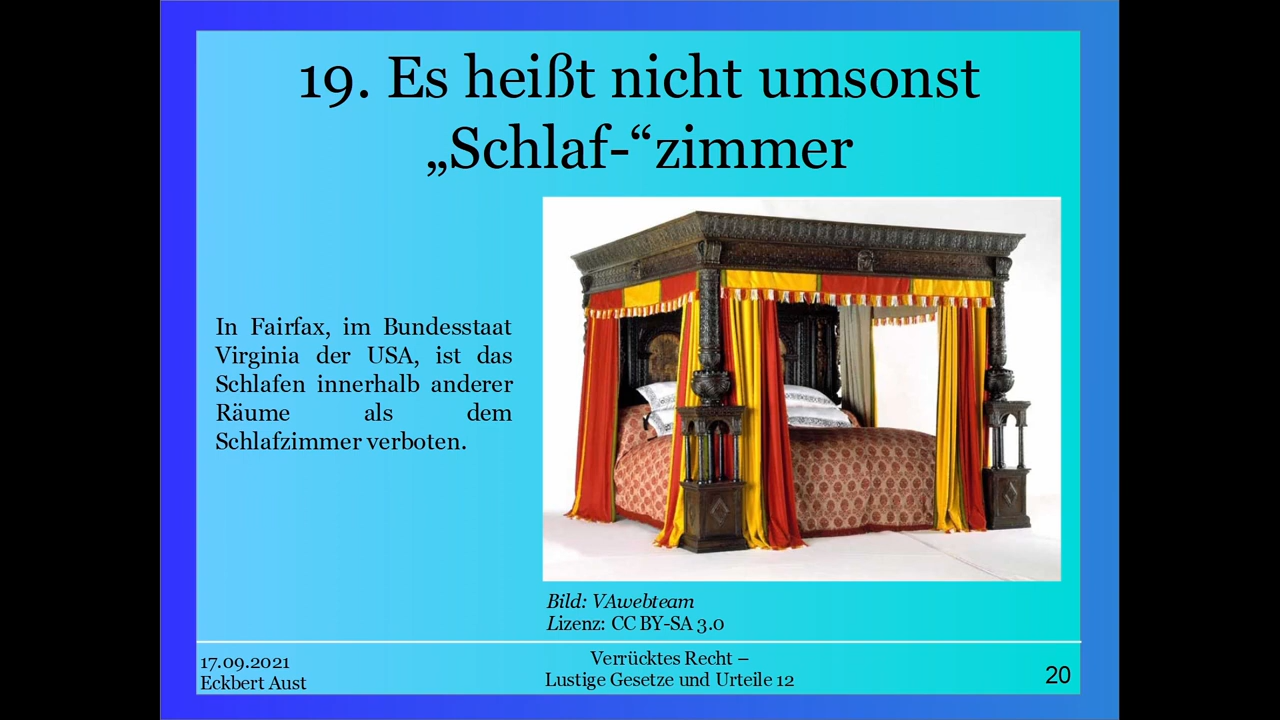 19. Es heißt nicht umsonst
„Schlaf-“zimmer
In Fairfax, im Bundesstaat
Virginia der USA, ist das
Schlafen innerhalb anderer
Räume als dem
Schlafzimmer verboten.
Bild: VAwebteam
Lizenz: CC BY-SA 3.0
17.09.2021
Eckbert Aust
Verrücktes Recht –
Lustige Gesetze und Urteile 12
20